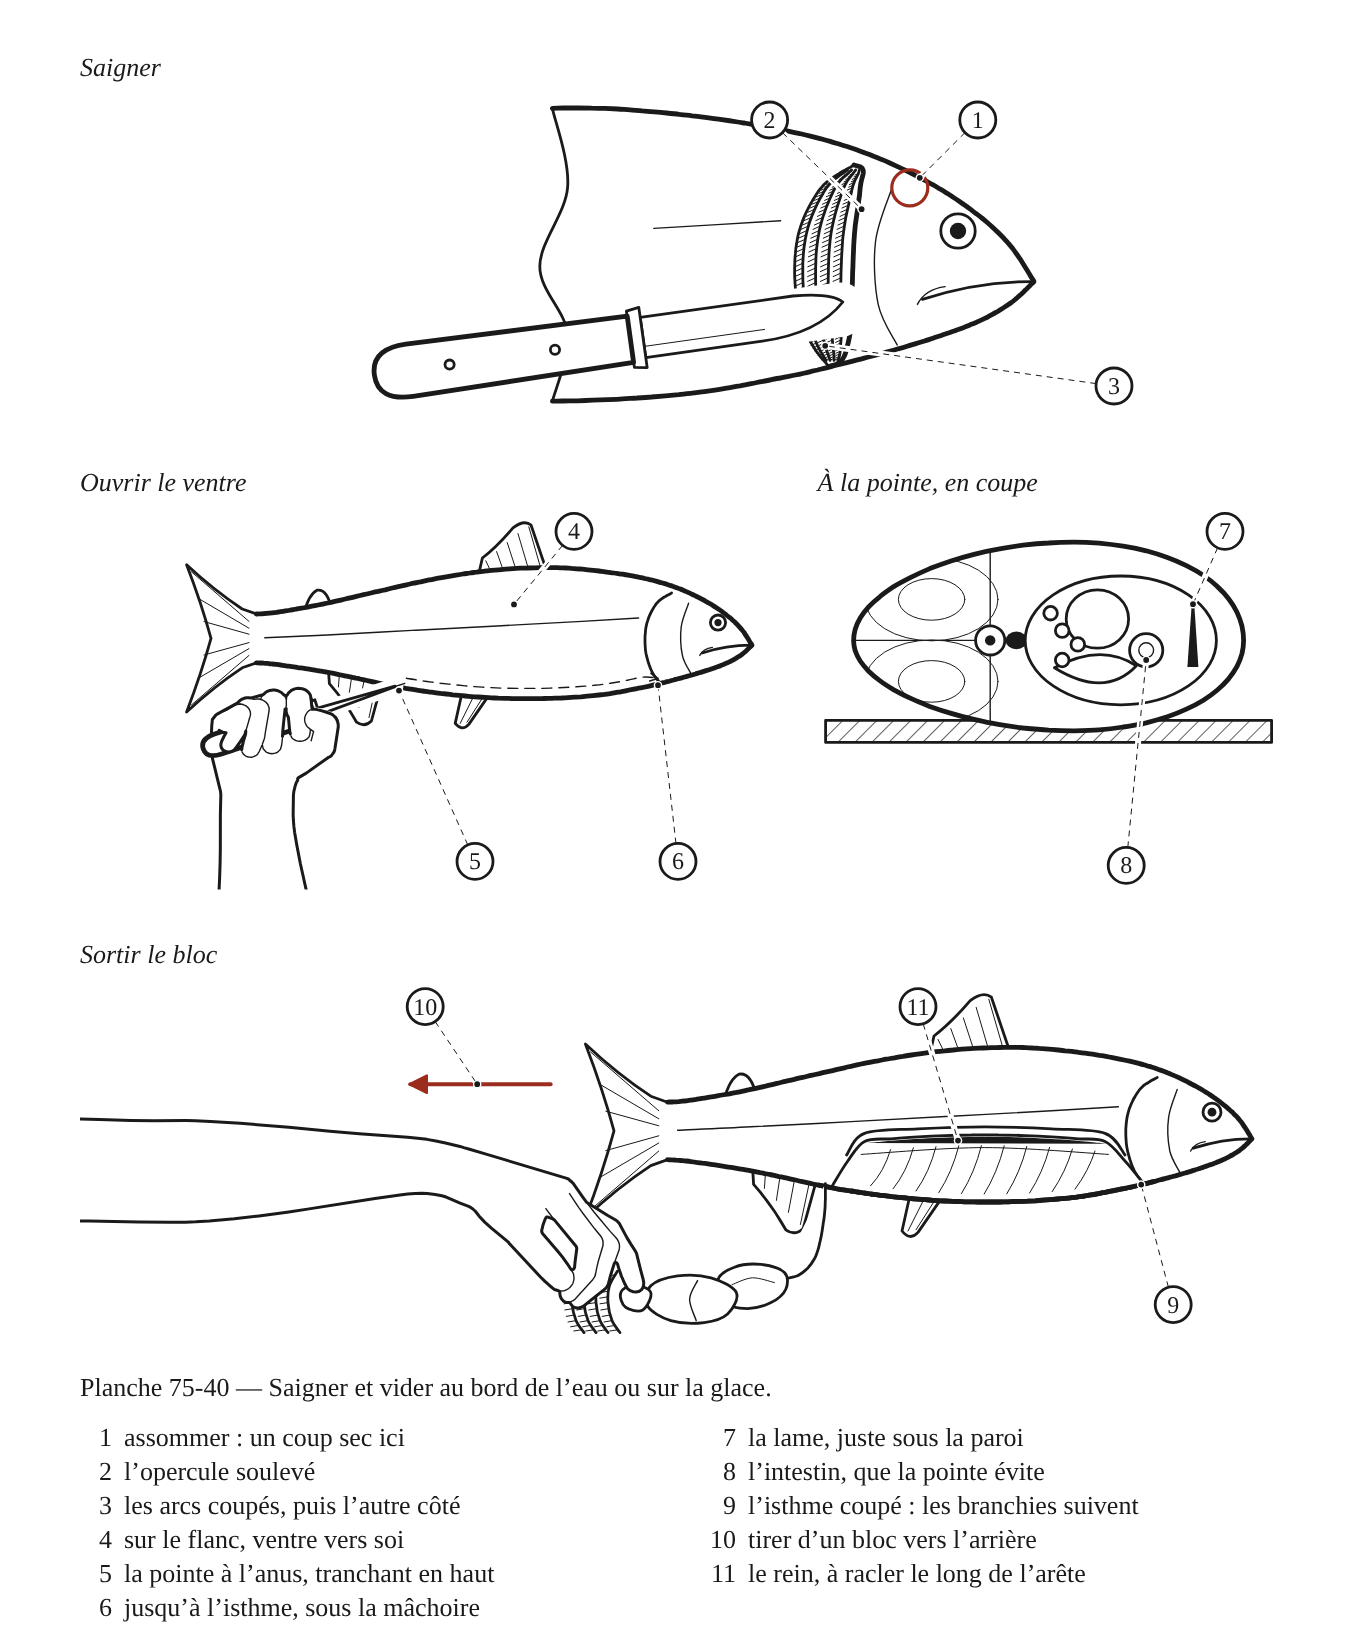 Saigner
2
1
3
Ouvrir le ventre
À la pointe, en coupe
4
7
5
6
8
Sortir le bloc
10
11
9
Planche 75-40 — Saigner et vider au bord de l’eau ou sur la glace.
1 assommer : un coup sec ici
2 l’opercule soulevé
3 les arcs coupés, puis l’autre côté
4 sur le flanc, ventre vers soi
5 la pointe à l’anus, tranchant en haut
6 jusqu’à l’isthme, sous la mâchoire
7 la lame, juste sous la paroi
8 l’intestin, que la pointe évite
9 l’isthme coupé : les branchies suivent
10 tirer d’un bloc vers l’arrière
11 le rein, à racler le long de l’arête